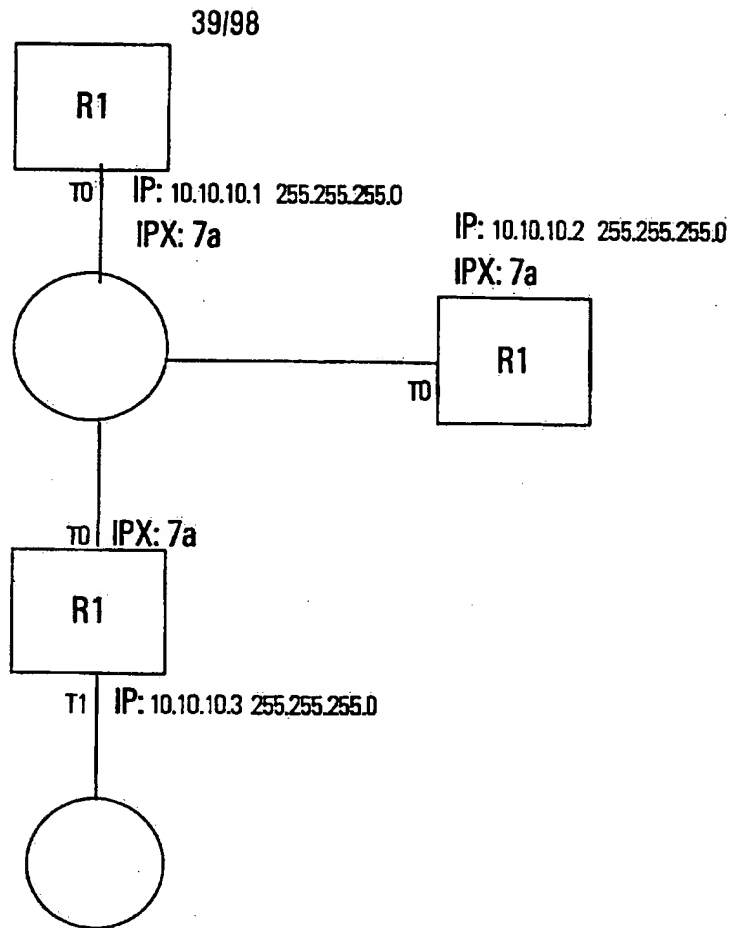 39/98
R1
T0 IP: 10.10.10.1 255.255.255.0
IPX: 7a
IP: 10.10.10.2 255.255.255.0
IPX: 7a
R1
T0
T0 IPX: 7a
R1
T1 IP: 10.10.10.3 255.255.255.0